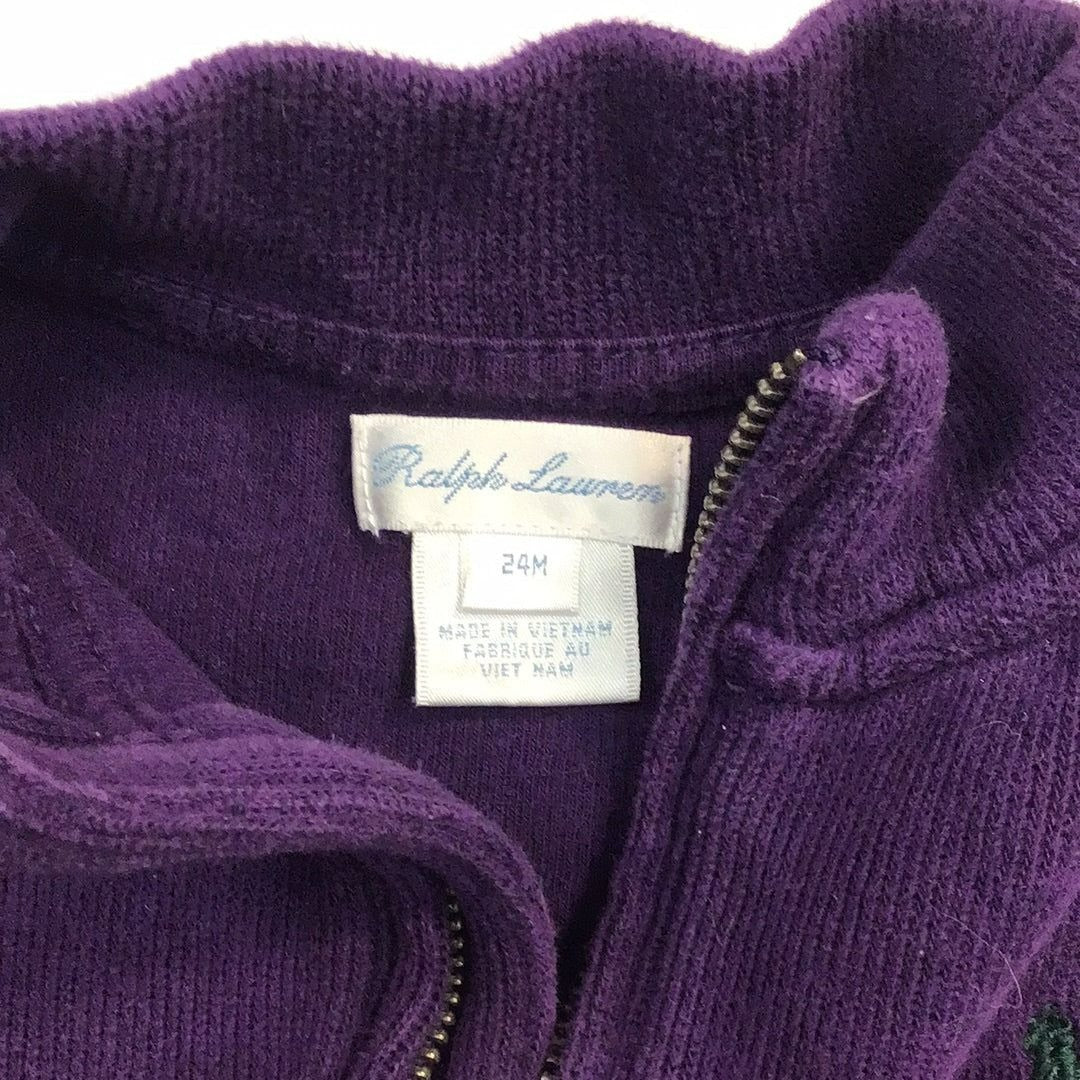 Ralph Lauren
24M
MADE IN VIETNAM
FABRIQUE AU
VIET NAM